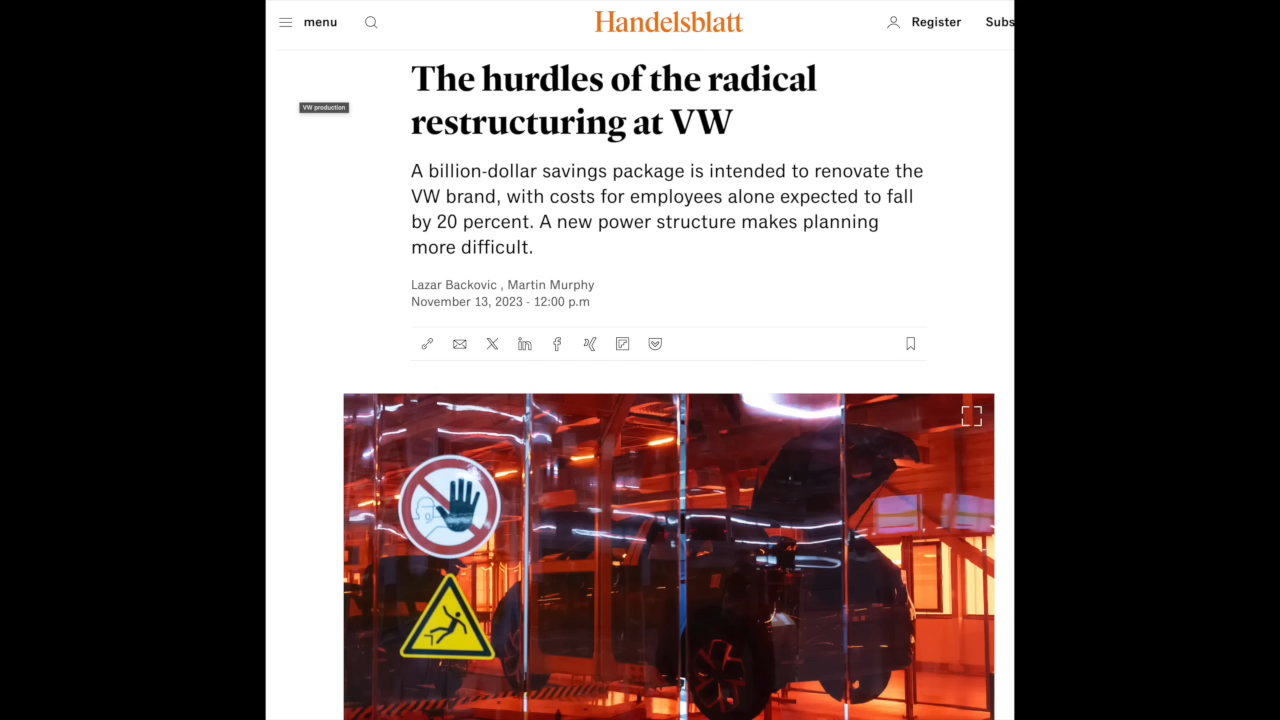 menu
Handelsblatt
Register
Subs
VW production
The hurdles of the radical
restructuring at VW
A billion-dollar savings package is intended to renovate the
VW brand, with costs for employees alone expected to fall
by 20 percent. A new power structure makes planning
more difficult.
Lazar Backovic , Martin Murphy
November 13, 2023 - 12:00 p.m